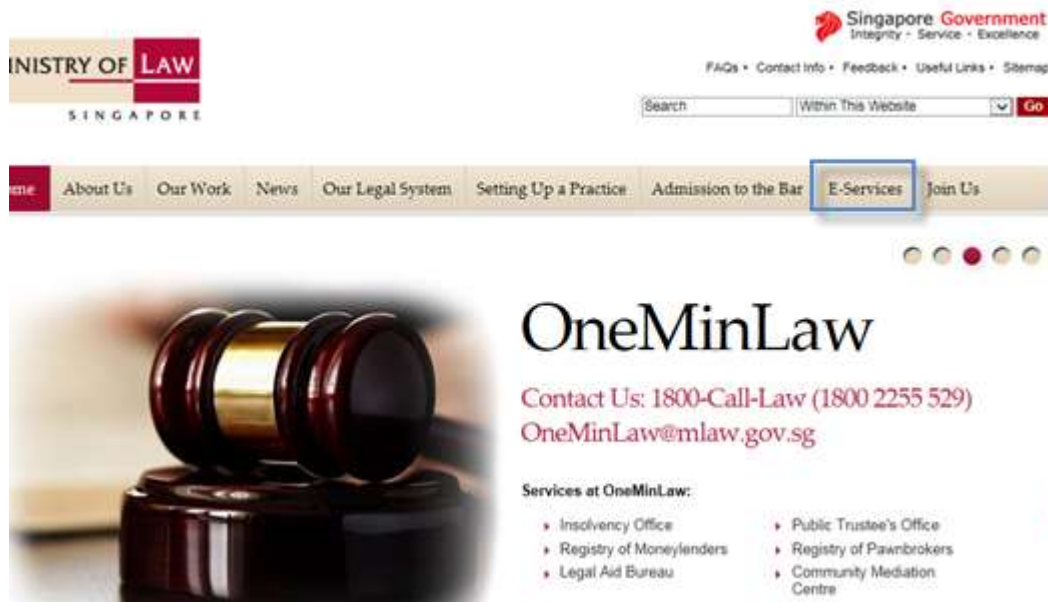 Singapore Government
Integrity · Service · Excellence
INISTRY OF LAW
SINGAPORE
FAQs • Contact Info • Feedback • Useful Links • Sitemap
Search Within This Website Go
ome About Us Our Work News Our Legal System Setting Up a Practice Admission to the Bar E-Services Join Us
OneMinLaw
Contact Us: 1800-Call-Law (1800 2255 529)
OneMinLaw@mlaw.gov.sg
Services at OneMinLaw:
Insolvency Office
Registry of Moneylenders
Legal Aid Bureau
Public Trustee's Office
Registry of Pawnbrokers
Community Mediation
Centre